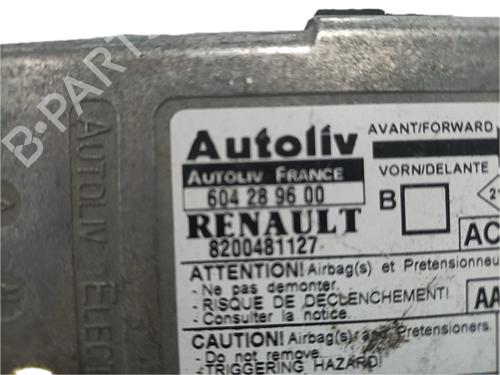 B-PARTS
AUTOLIV ELEC
Autoliv
AUTOLIV FRANCE
604 28 96 00
RENAULT
8200481127
AVANT/FORWARD
VORN/DELANTE
B
AC
ATTENTION! Airbag(s) et Pretensionneu
- Ne pas demonter.
- RISQUE DE DECLENCHEMENT!
- Consulter la notice.
AA
CAUTION! Airbag(s) and Pretensioners
- Do not remove.
- TRIGGERING HAZARD!